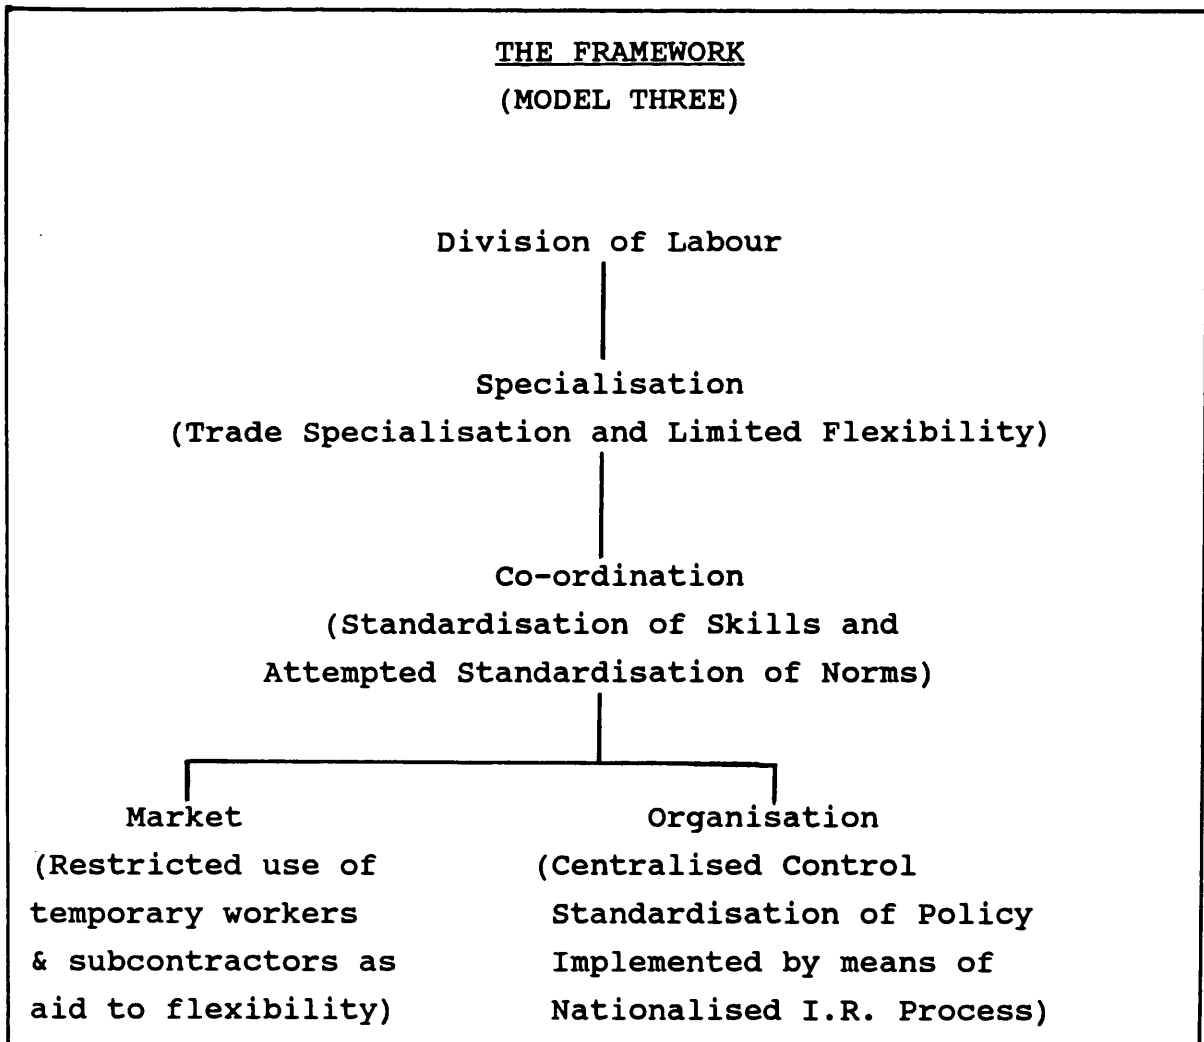 THE FRAMEWORK
(MODEL THREE)
Division of Labour
Specialisation
(Trade Specialisation and Limited Flexibility)
Co-ordination
(Standardisation of Skills and
Attempted Standardisation of Norms)
Market
(Restricted use of
temporary workers
& subcontractors as
aid to flexibility)
Organisation
(Centralised Control
Standardisation of Policy
Implemented by means of
Nationalised I.R. Process)